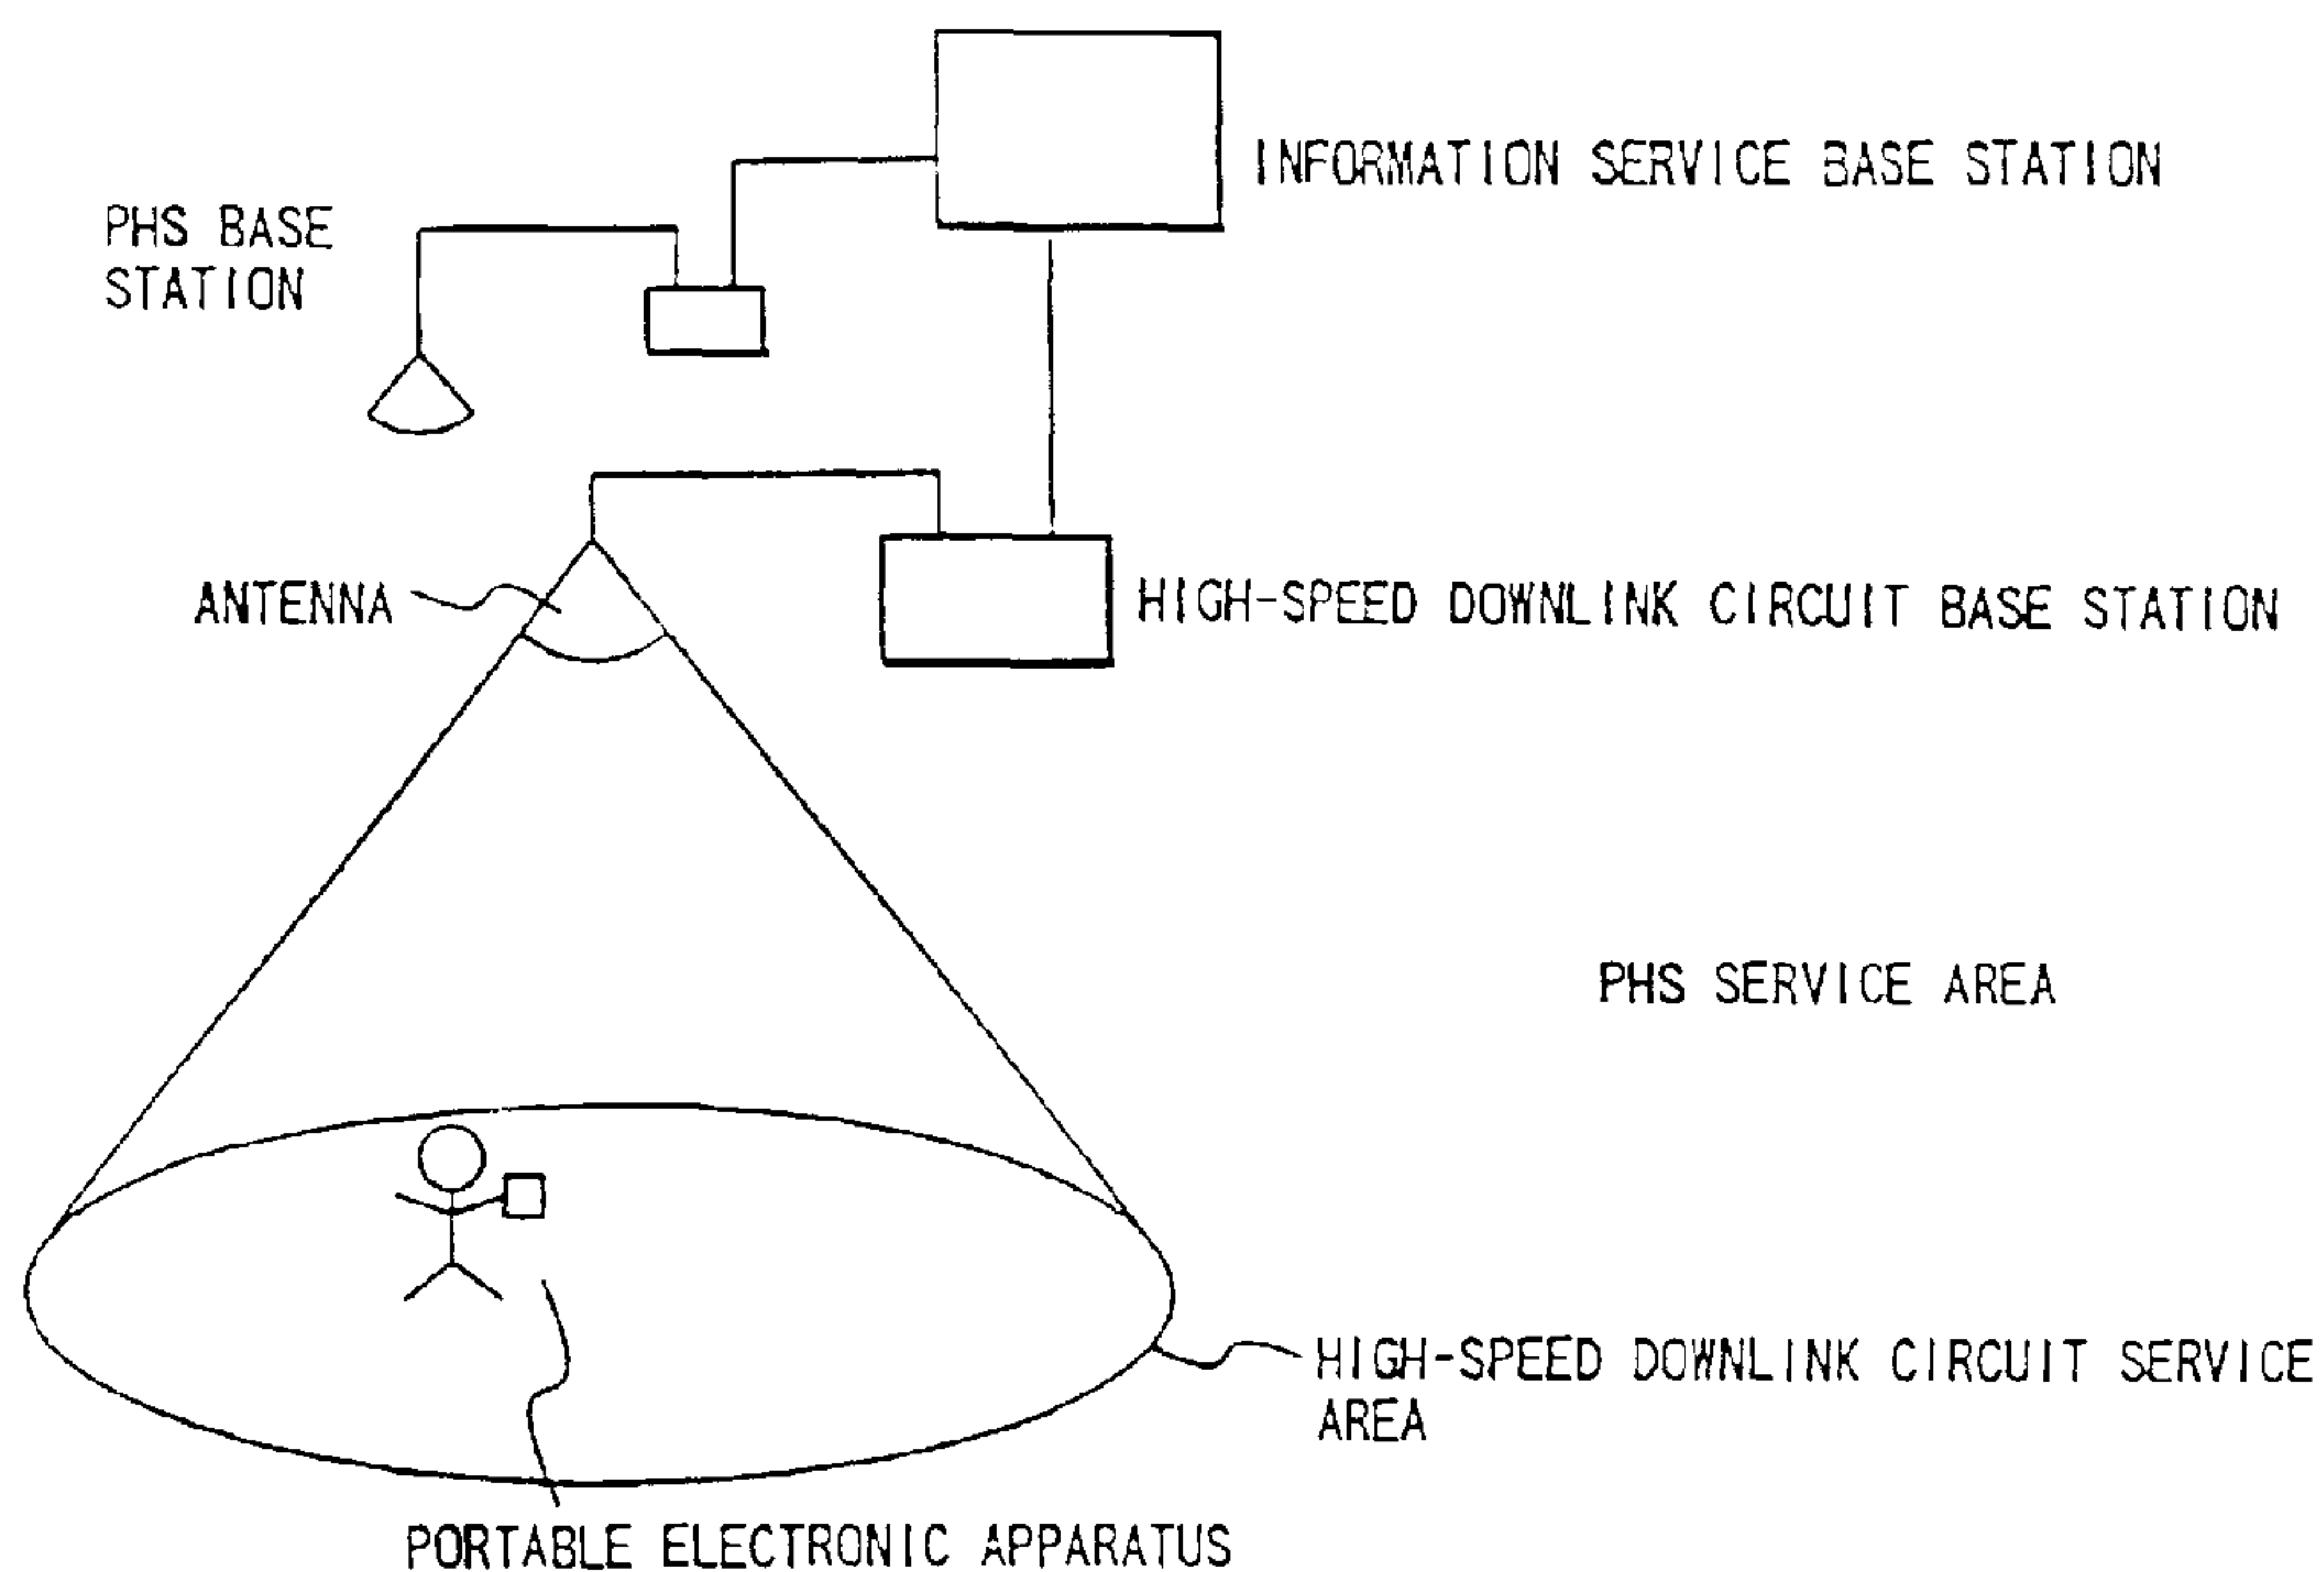 INFORMATION SERVICE BASE STATION
PHS BASE
STATION
ANTENNA
HIGH-SPEED DOWNLINK CIRCUIT BASE STATION
PHS SERVICE AREA
HIGH-SPEED DOWNLINK CIRCUIT SERVICE
AREA
PORTABLE ELECTRONIC APPARATUS